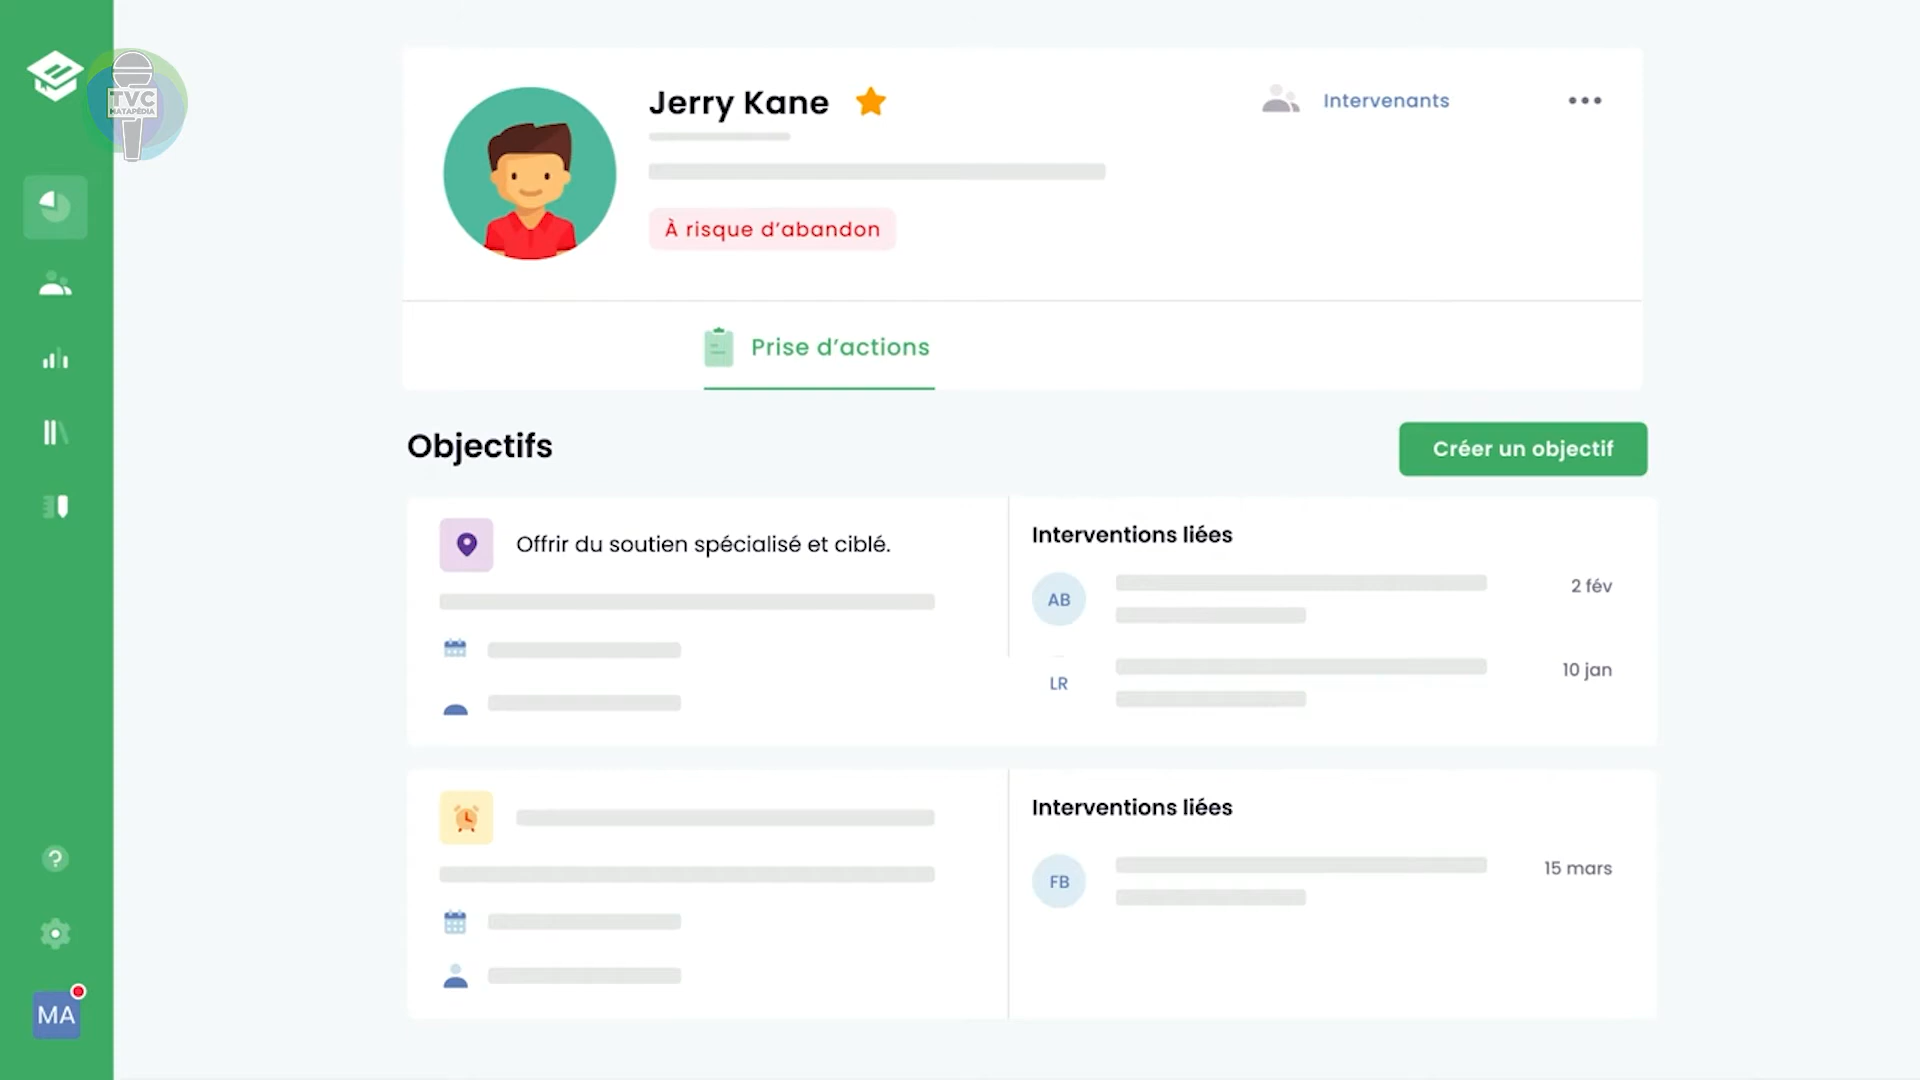 TVC
MATAPÉDIA
Jerry Kane
Intervenants
À risque d'abandon
Prise d'actions
Objectifs
Créer un objectif
Offrir du soutien spécialisé et ciblé.
Interventions liées
AB
2 fév
LR
10 jan
Interventions liées
FB
15 mars
?
MA